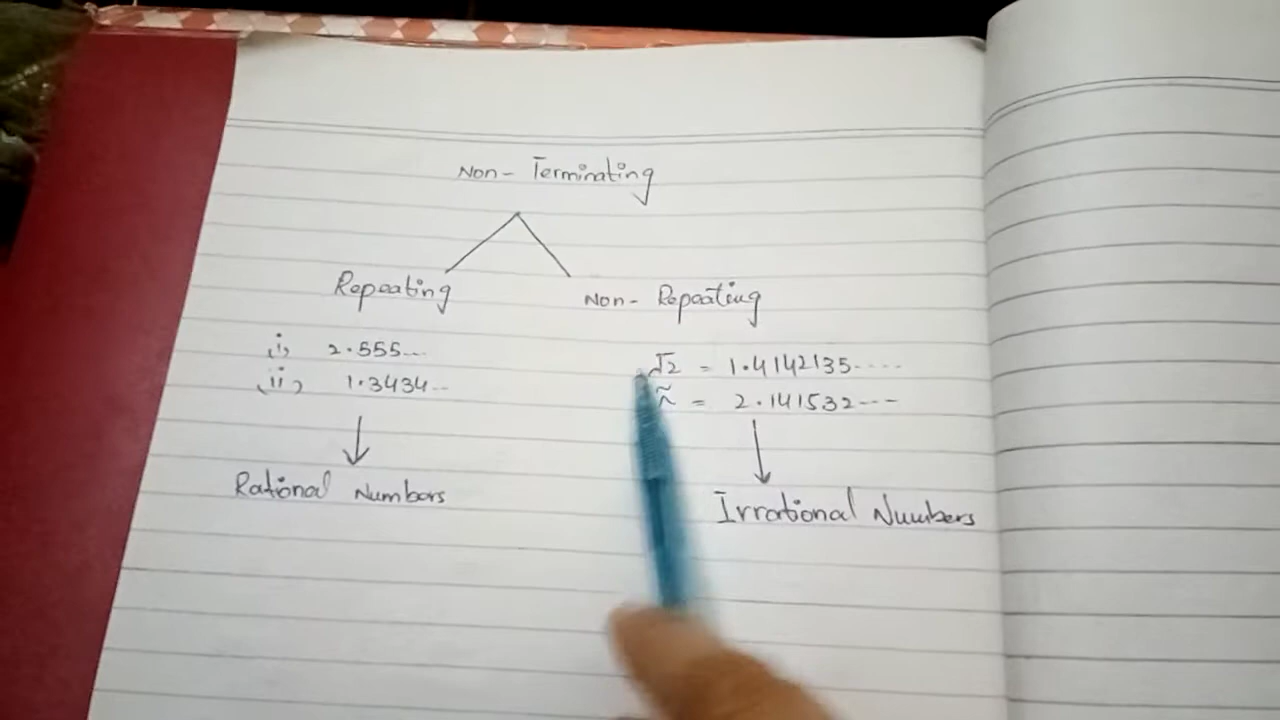 Non- Terminating
Repeating
Non- Repeating
(i) 2.555...
(ii) 1.3434..
√2 = 1.4142135....
π = 2.141532---
Rational Numbers
Irrational Numbers